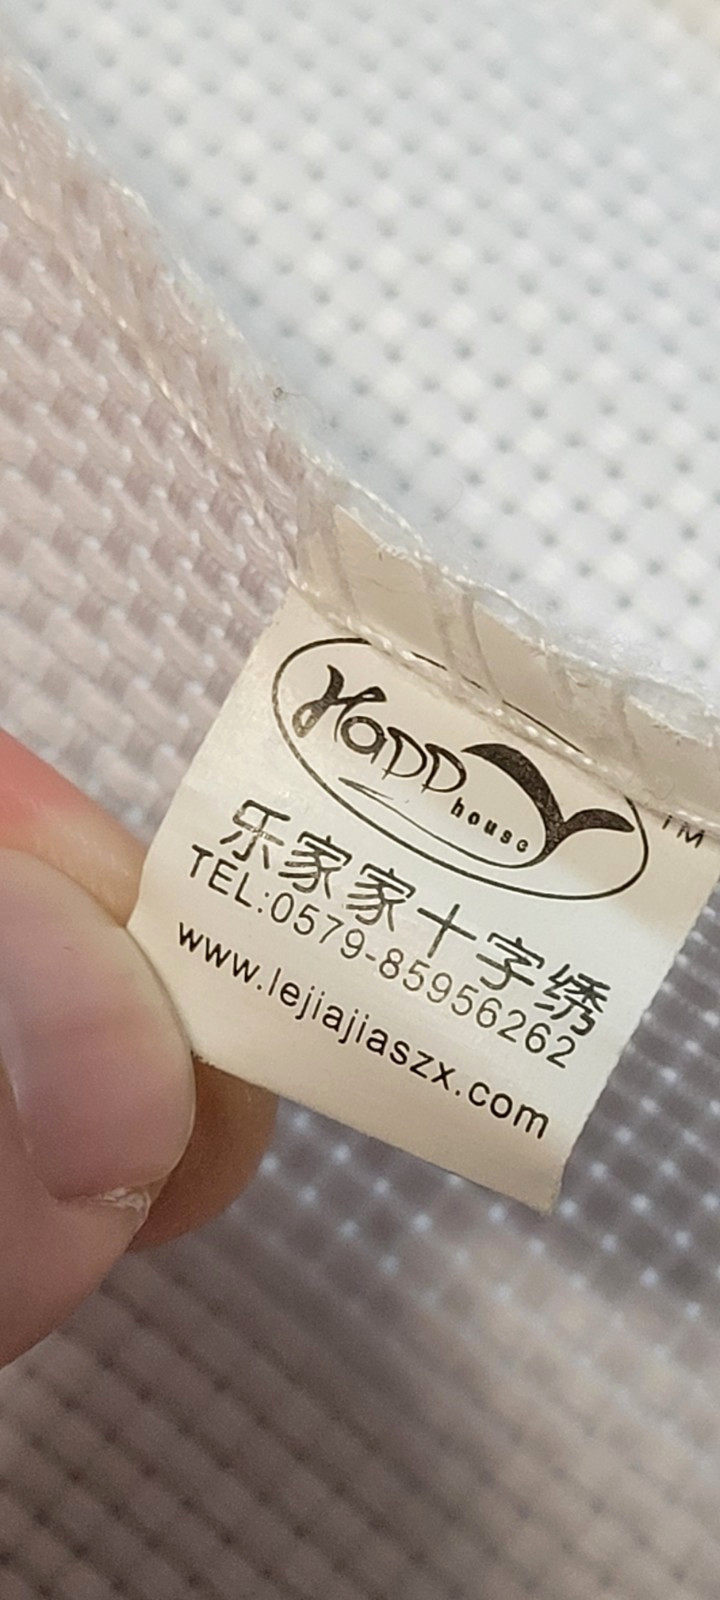 Happy
house
TM
乐家家十字绣
TEL:0579-85956262
www.lejiajiaszx.com